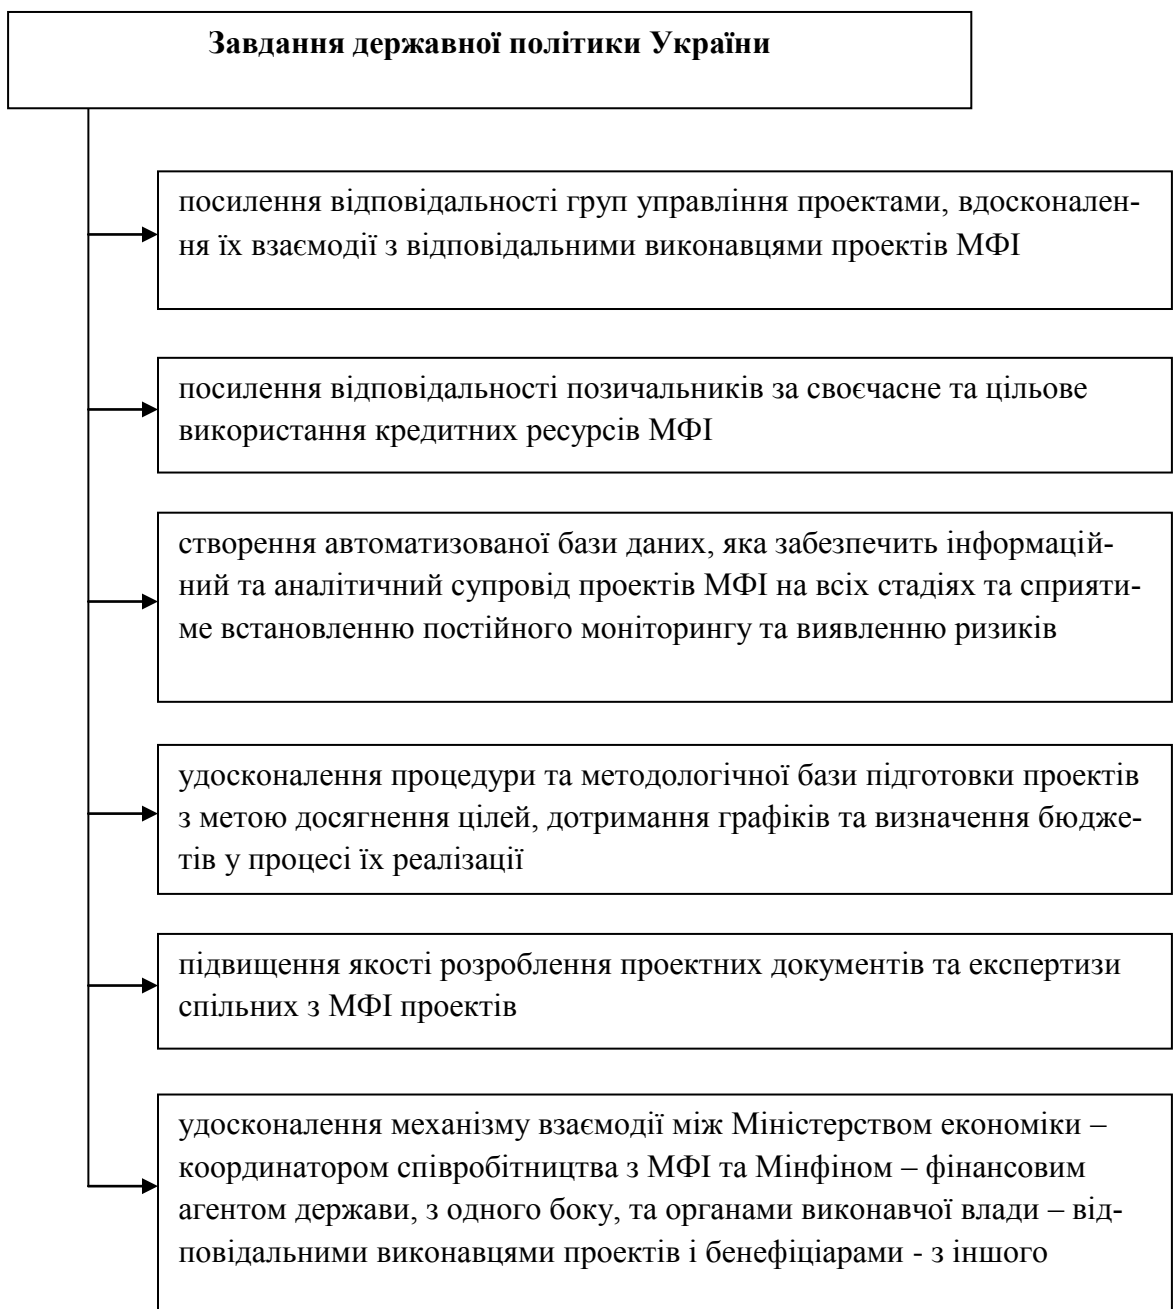 Завдання державної політики України
посилення відповідальності груп управління проектами, вдосконален-
ня їх взаємодії з відповідальними виконавцями проектів МФІ
посилення відповідальності позичальників за своєчасне та цільове
використання кредитних ресурсів МФІ
створення автоматизованої бази даних, яка забезпечить інформацій-
ний та аналітичний супровід проектів МФІ на всіх стадіях та сприяти-
ме встановленню постійного моніторингу та виявленню ризиків
удосконалення процедури та методологічної бази підготовки проектів
з метою досягнення цілей, дотримання графіків та визначення бюдже-
тів у процесі їх реалізації
підвищення якості розроблення проектних документів та експертизи
спільних з МФІ проектів
удосконалення механізму взаємодії між Міністерством економіки –
координатором співробітництва з МФІ та Мінфіном – фінансовим
агентом держави, з одного боку, та органами виконавчої влади – від-
повідальними виконавцями проектів і бенефіціарами - з іншого